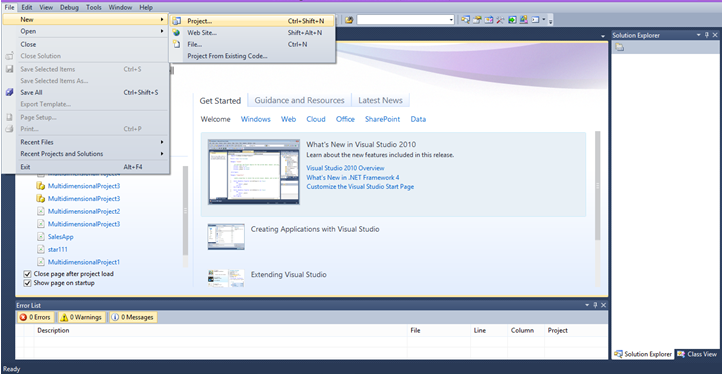 File Edit View Debug Tools Window Help
New
Open
Close
Close Solution
Save Selected Items Ctrl+S
Save Selected Items As...
Save All Ctrl+Shift+S
Export Template...
Page Setup...
Print... Ctrl+P
Recent Files
Recent Projects and Solutions
Exit Alt+F4
Project... Ctrl+Shift+N
Web Site... Shift+Alt+N
File... Ctrl+N
Project From Existing Code...
MultidimensionalProject4
MultidimensionalProject3
MultidimensionalProject3
MultidimensionalProject2
MultidimensionalProject3
SalesApp
star111
MultidimensionalProject1
Close page after project load
Show page on startup
Get Started Guidance and Resources Latest News
Welcome Windows Web Cloud Office SharePoint Data
What's New in Visual Studio 2010
Learn about the new features included in this release.
Visual Studio 2010 Overview
What's New in .NET Framework 4
Customize the Visual Studio Start Page
Creating Applications with Visual Studio
Extending Visual Studio
Solution Explorer
Error List
0 Errors 0 Warnings 0 Messages
Description File Line Column Project
Solution Explorer Class View
Ready